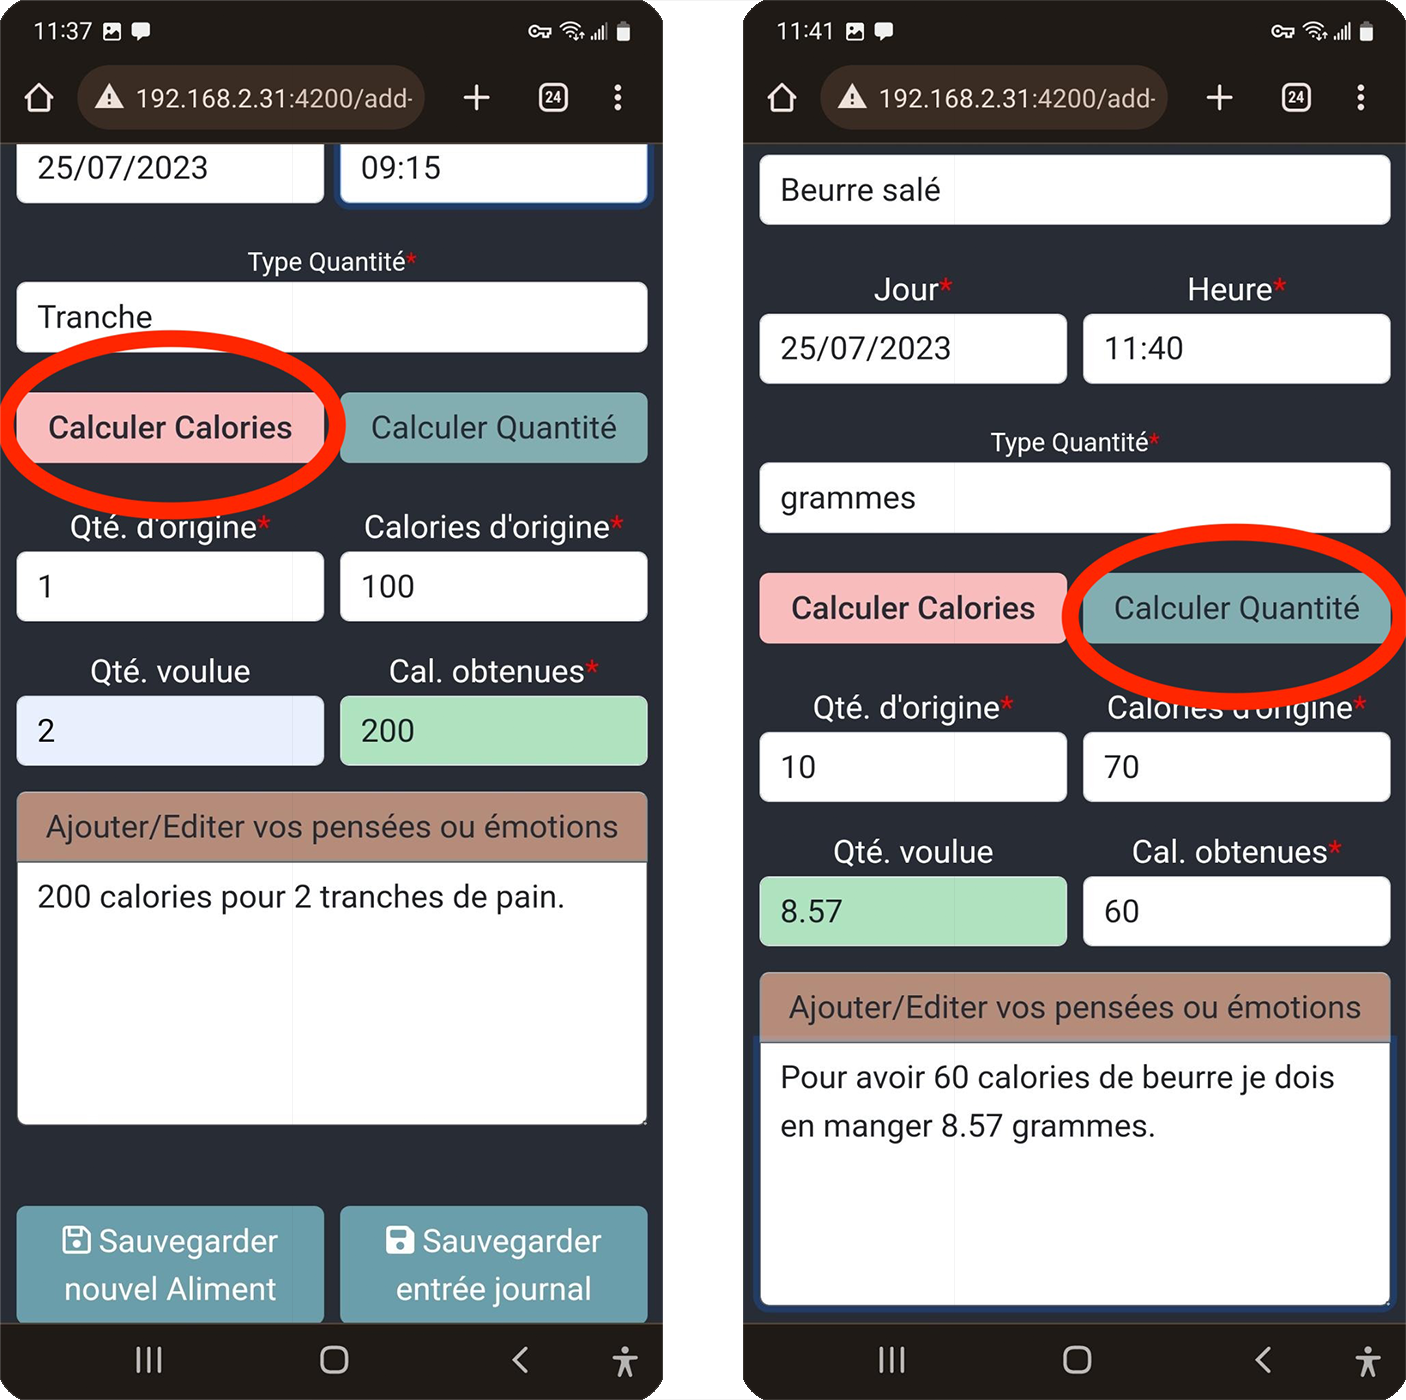 11:37
192.168.2.31:4200/add-
24
25/07/2023
09:15
Type Quantité*
Tranche
Calculer Calories
Calculer Quantité
Qté. d'origine*
Calories d'origine*
1
100
Qté. voulue
Cal. obtenues*
2
200
Ajouter/Editer vos pensées ou émotions
200 calories pour 2 tranches de pain.
Sauvegarder
nouvel Aliment
Sauvegarder
entrée journal
11:41
192.168.2.31:4200/add-
24
Beurre salé
Jour*
Heure*
25/07/2023
11:40
Type Quantité*
grammes
Calculer Calories
Calculer Quantité
Qté. d'origine*
Calories d'origine*
10
70
Qté. voulue
Cal. obtenues*
8.57
60
Ajouter/Editer vos pensées ou émotions
Pour avoir 60 calories de beurre je dois
en manger 8.57 grammes.